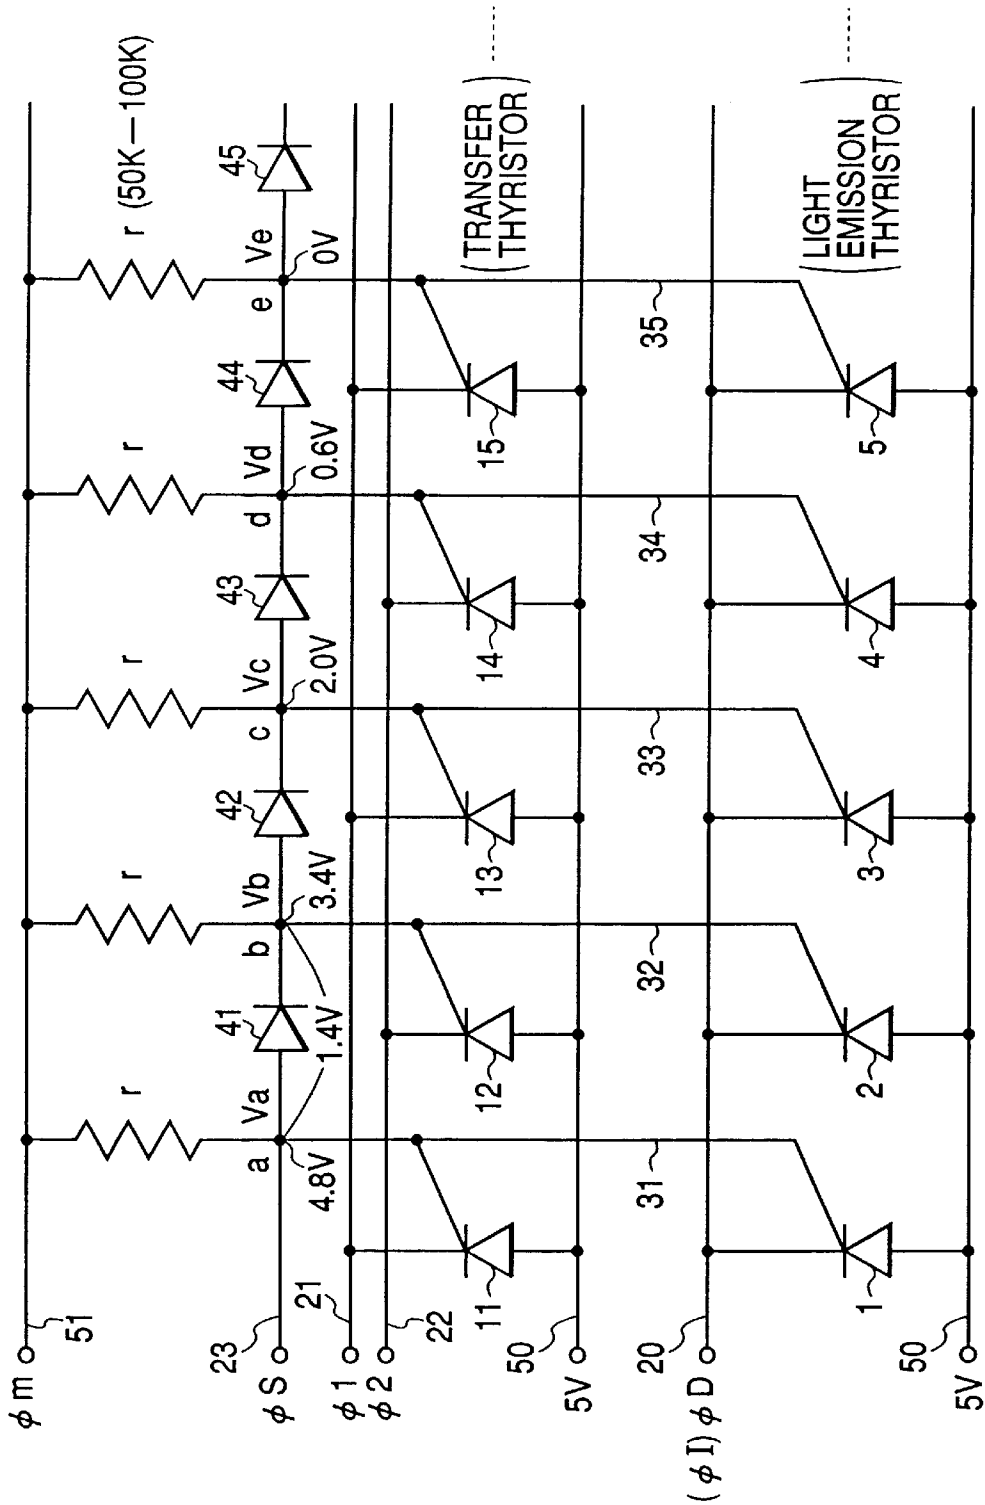 φm
51
r
r
r
r
r (50K—100K)
φS
23
a
Va
4.8V
41
1.4V
b
Vb
3.4V
42
c
Vc
2.0V
43
d
Vd
0.6V
44
e
Ve
0V
45
φ1
21
φ2
22
11
12
13
14
15
(TRANSFER
THYRISTOR)
5V
50
31
32
33
34
35
(φI) φD
20
1
2
3
4
5
(LIGHT
EMISSION
THYRISTOR)
5V
50